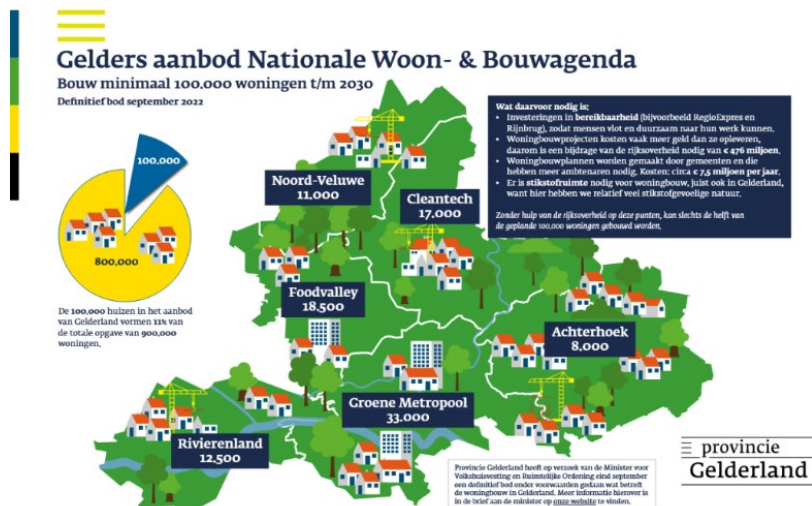 Gelders aanbod Nationale Woon- & Bouwagenda
Bouw minimaal 100.000 woningen t/m 2030
Definitief bod september 2022
100,000
800,000
De 100,000 huizen in het aanbod
van Gelderland vormen 11% van
de totale opgave van 900,000
woningen,
Noord-Veluwe
11,000
Cleantech
17,000
Foodvalley
18,500
Achterhoek
8,000
Groene Metropool
33.000
Rivierenland
12,500
Wat daarvoor nodig is;
• Investeringen in bereikbaarheid (bijvoorbeeld RegioExpres en
Rijnbrug), zodat mensen vlot en duurzaam naar hun werk kunnen,
• Woningbouwprojecten kosten vaak meer geld dan ze opleveren,
daarom is een bijdrage van de rijksoverheid nodig van € 476 miljoen,
• Woningbouwplannen worden gemaakt door gemeenten en die
hebben meer ambtenaren nodig. Kosten; circa € 7,5 miljoen per jaar.
• Er is stikstofruimte nodig voor woningbouw, juist ook in Gelderland,
want hier hebben we relatief veel stikstofgevoelige natuur.
Zonder hulp van de rijksoverheid op deze punten, kan slechts de helft van
de geplande 100,000 woningen gebouwd worden,
Provincie Gelderland heeft op verzoek van de Minister voor
Volkshuisvesting en Ruimtelijke Ordening eind september
een definitief bod onder voorwaarden gedaan wat betreft
de woningbouw in Gelderland, Meer informatie hierover is
in de brief aan de minister op onze website te vinden,
provincie
Gelderland